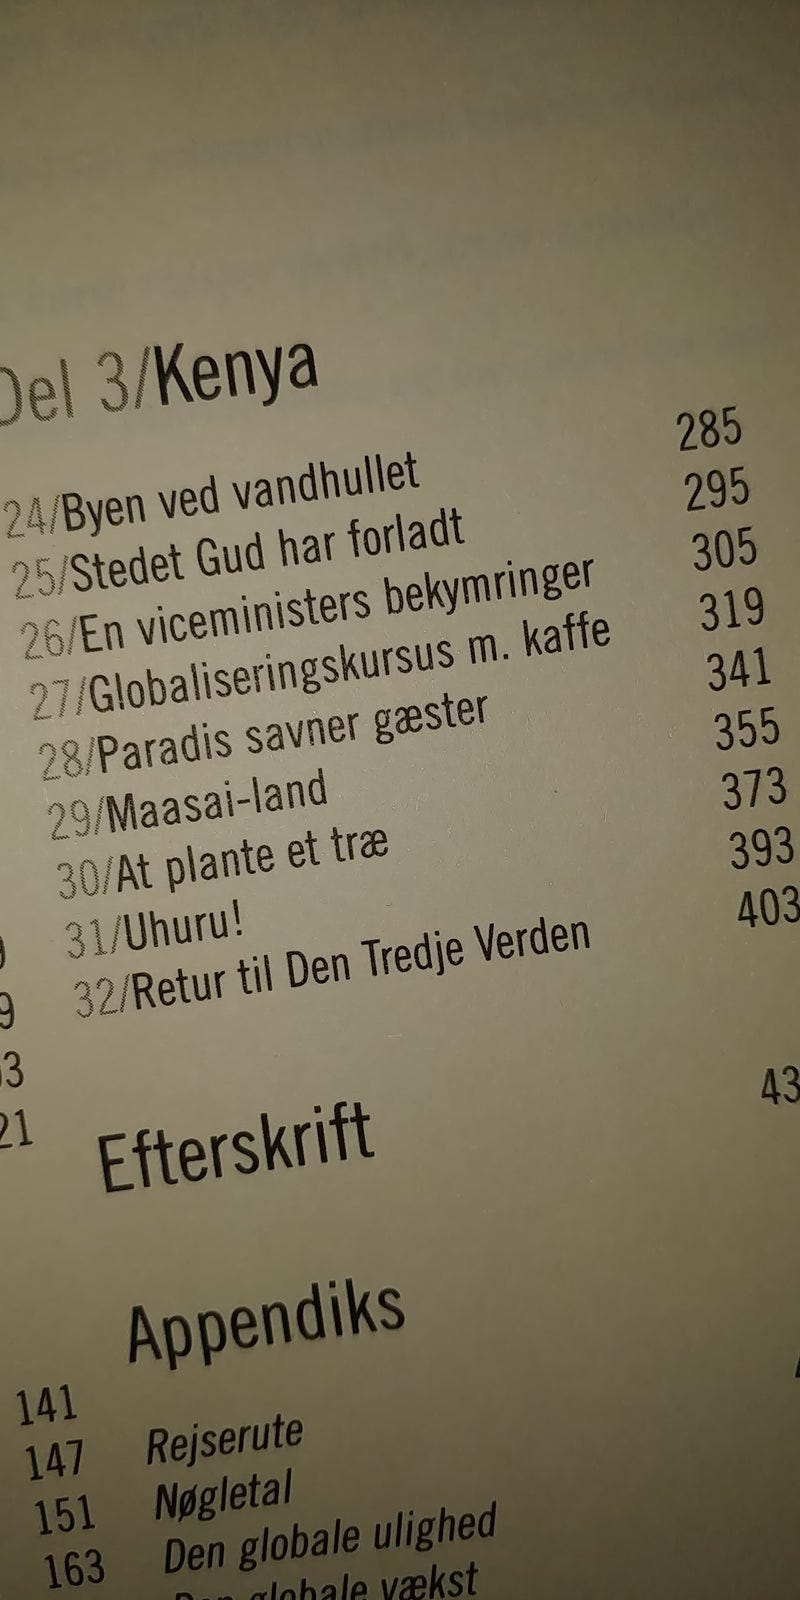 Del 3/Kenya
24/Byen ved vandhullet 285
25/Stedet Gud har forladt 295
26/En viceministers bekymringer 305
27/Globaliseringskursus m. kaffe 319
28/Paradis savner gæster 341
29/Maasai-land 355
30/At plante et træ 373
31/Uhuru! 393
32/Retur til Den Tredje Verden 403
Efterskrift
Appendiks
141
147 Rejserute
151 Nøgletal
163 Den globale ulighed
globale vækst